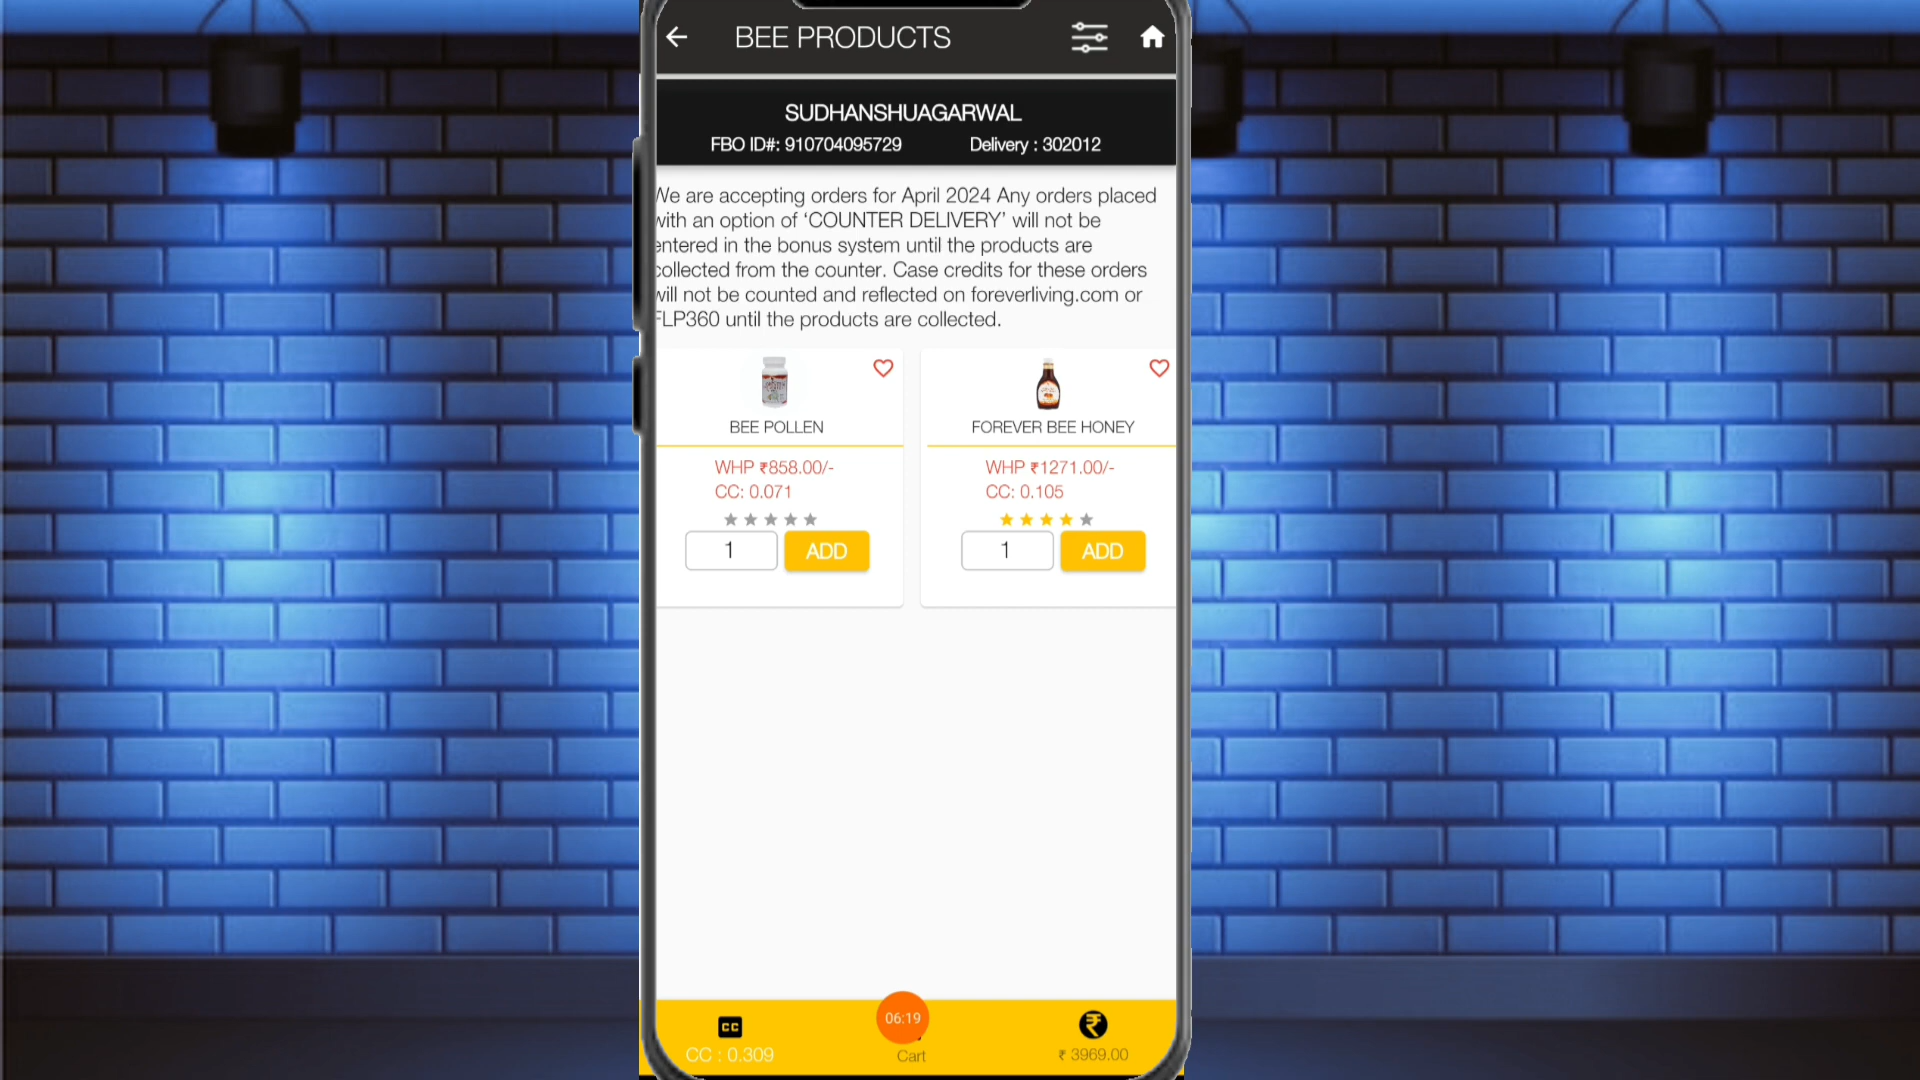 BEE PRODUCTS
SUDHANSHUAGARWAL
FBO ID#: 910704095729 Delivery : 302012
We are accepting orders for April 2024 Any orders placed
with an option of ‘COUNTER DELIVERY’ will not be
entered in the bonus system until the products are
collected from the counter. Case credits for these orders
will not be counted and reflected on foreverliving.com or
FLP360 until the products are collected.
BEE POLLEN
WHP ₹858.00/-
CC: 0.071
1 ADD
FOREVER BEE HONEY
WHP ₹1271.00/-
CC: 0.105
1 ADD
CC
CC : 0.309
06:19
Cart
₹
₹ 3969.00